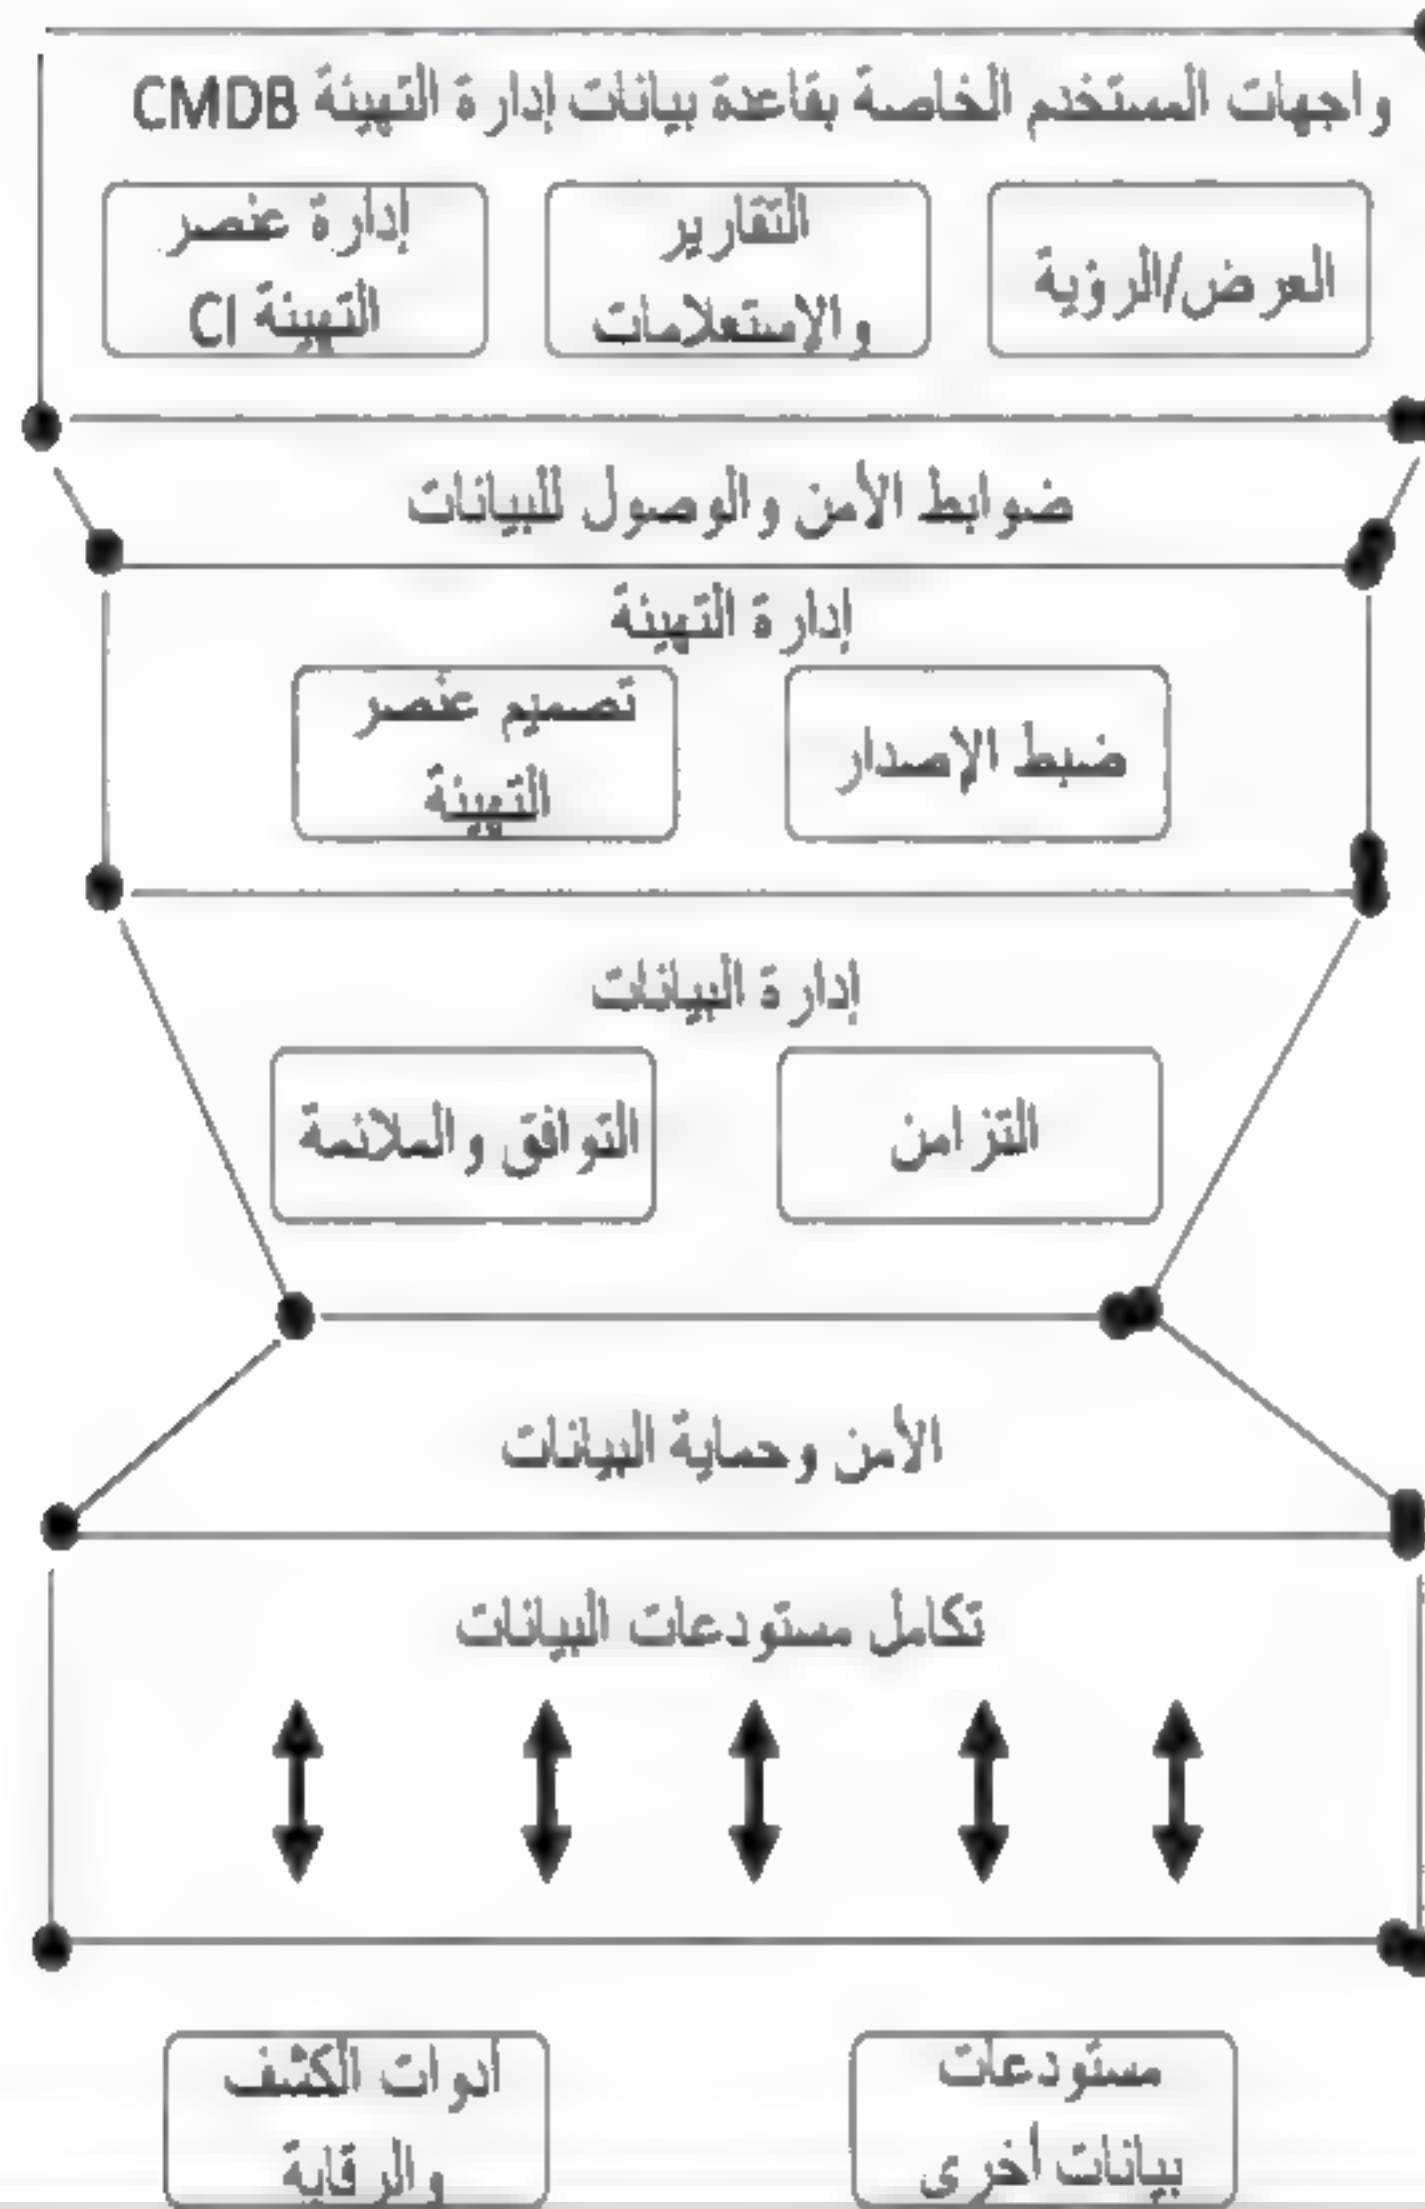 واجهات المستخدم الخاصة بقاعدة بيانات إدارة التهيئة CMDB
العرض/الرؤية
التقارير
والاستعلامات
إدارة عنصر
التهيئة CI
ضوابط الأمن والوصول للبيانات
إدارة التهيئة
ضبط الإصدار
تصميم عنصر
التهيئة
إدارة البيانات
التزامن
التوافق والملائمة
الأمن وحماية البيانات
تكامل مستودعات البيانات
مستودعات
بيانات أخرى
أدوات الكشف
والرقابة